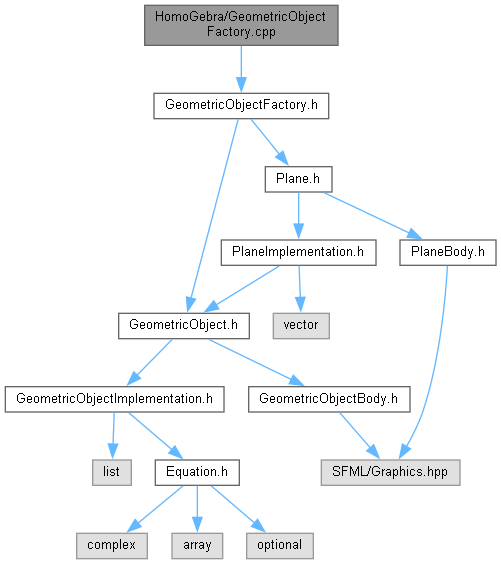 HomoGebra/GeometricObject
Factory.cpp
GeometricObjectFactory.h
Plane.h
PlaneImplementation.h
PlaneBody.h
GeometricObject.h
vector
GeometricObjectImplementation.h
GeometricObjectBody.h
list
Equation.h
SFML/Graphics.hpp
complex
array
optional